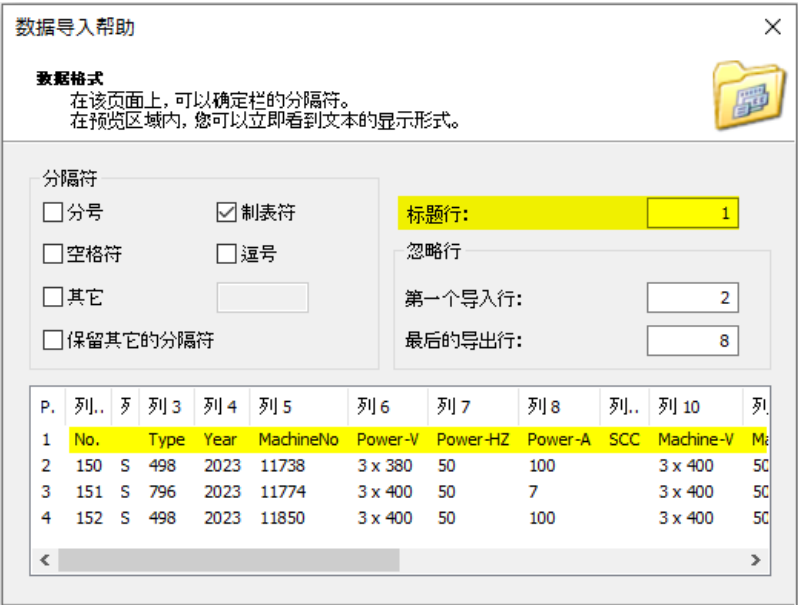 数据导入帮助
数据格式
在该页面上，可以确定栏的分隔符。
在预览区域内，您可以立即看到文本的显示形式。
分隔符
分号 制表符
空格符 逗号
其它
保留其它的分隔符
标题行: 1
忽略行
第一个导入行: 2
最后的导出行: 8
P. 列.. 列 3 列 4 列 5 列 6 列 7 列 8 列.. 列 10
1 No. Type Year MachineNo Power-V Power-HZ Power-A SCC Machine-V
2 150 S 498 2023 11738 3 x 380 50 100 3 x 400
3 151 S 796 2023 11774 3 x 400 50 7 3 x 400
4 152 S 498 2023 11850 3 x 400 50 100 3 x 400